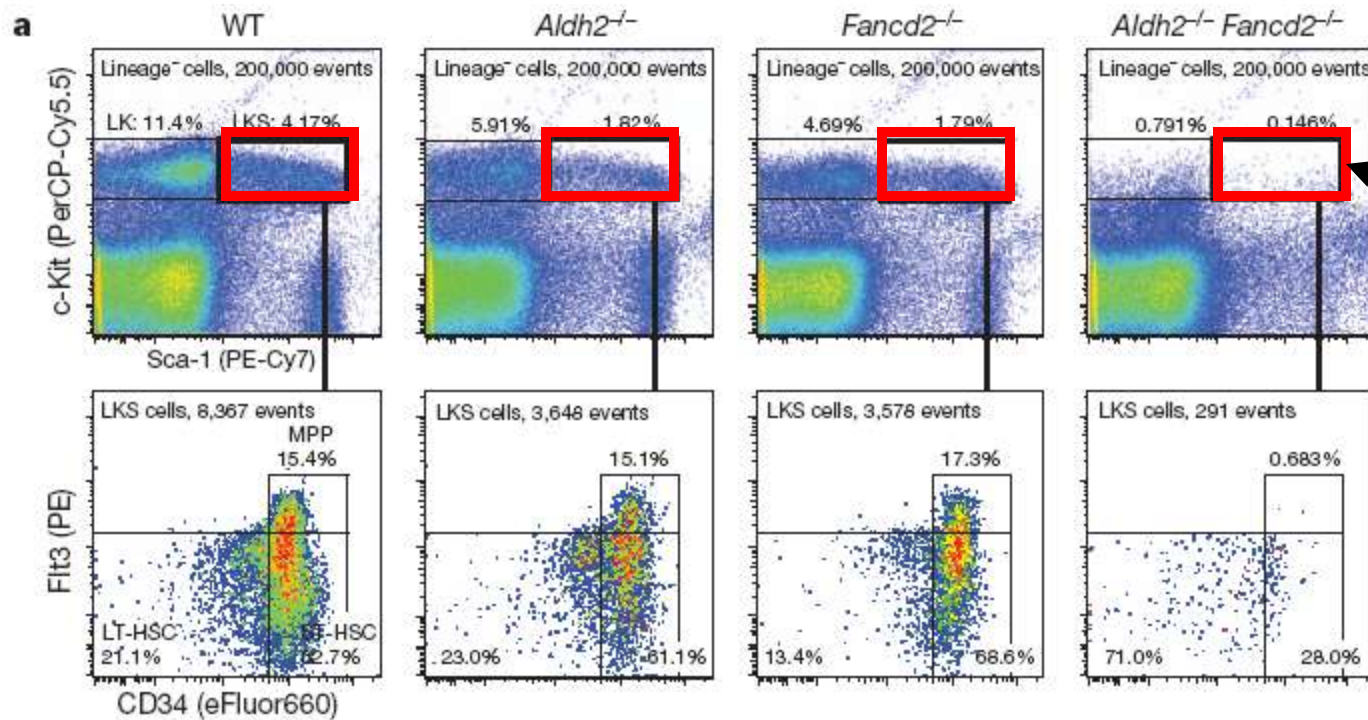 a
WT
Aldh2–/–
Fancd2–/–
Aldh2–/– Fancd2–/–
Lineage– cells, 200,000 events
Lineage– cells, 200,000 events
Lineage– cells, 200,000 events
Lineage– cells, 200,000 events
LK: 11.4% LKS: 4.17%
5.91% 1.82%
4.69% 1.79%
0.791% 0.146%
c-Kit (PerCP-Cy5.5)
Sca-1 (PE-Cy7)
LKS cells, 8,367 events
LKS cells, 3,648 events
LKS cells, 3,578 events
LKS cells, 291 events
MPP
15.4%
15.1%
17.3%
0.683%
Flt3 (PE)
LT-HSC
21.1%
-HSC
2.7%
23.0% 61.1%
13.4% 68.6%
71.0% 28.0%
CD34 (eFluor660)